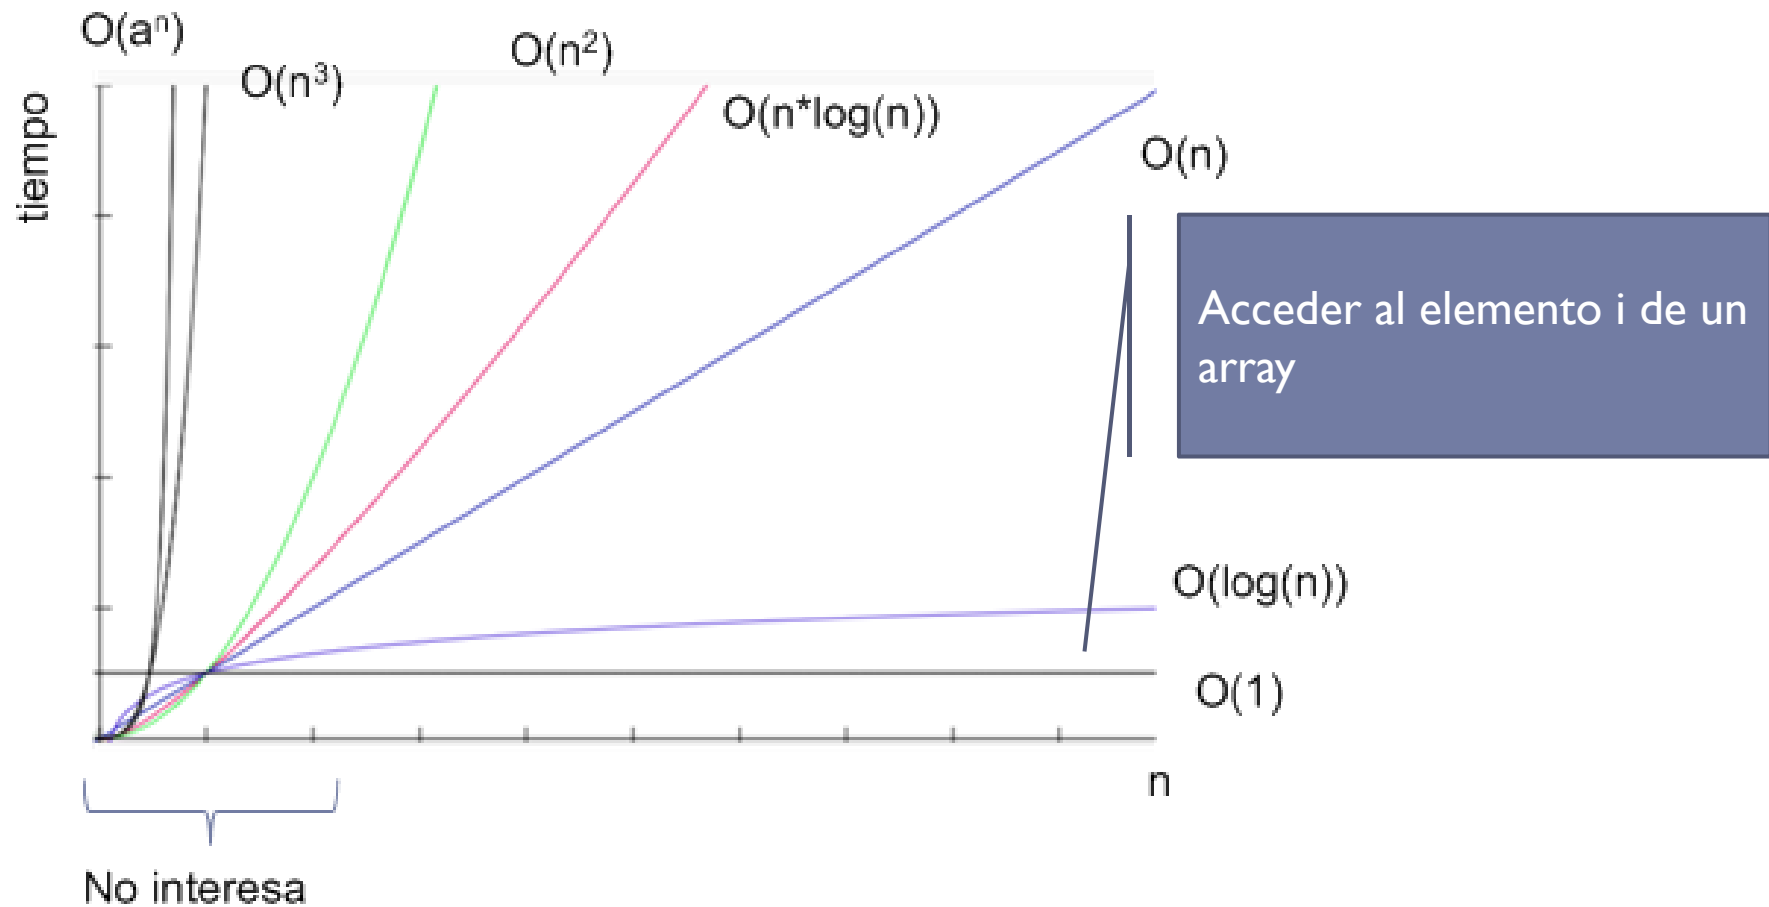 O(aⁿ)
O(n³)
O(n²)
O(n*log(n))
tiempo
O(n)
Acceder al elemento i de un
array
O(log(n))
O(1)
n
No interesa